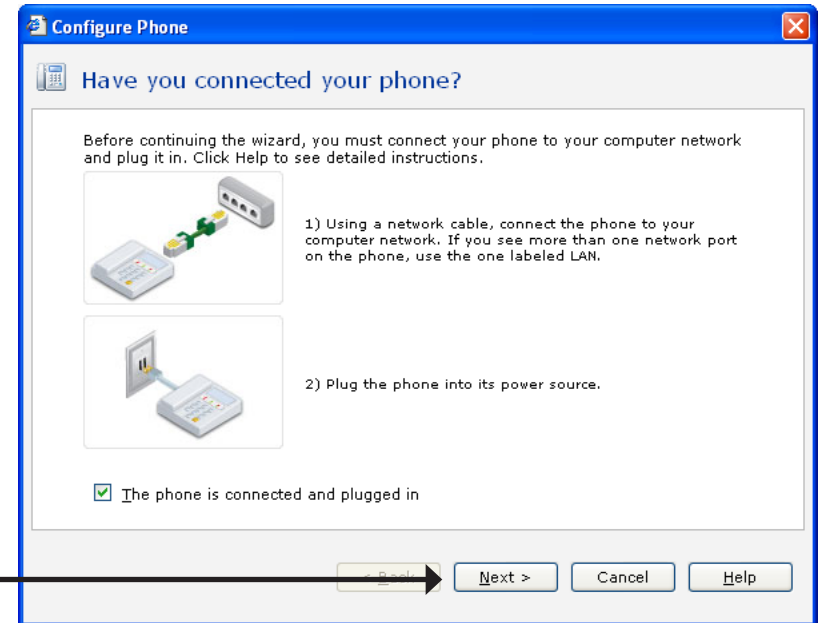 Configure Phone
Have you connected your phone?
Before continuing the wizard, you must connect your phone to your computer network
and plug it in. Click Help to see detailed instructions.
1) Using a network cable, connect the phone to your
computer network. If you see more than one network port
on the phone, use the one labeled LAN.
2) Plug the phone into its power source.
The phone is connected and plugged in
< Back Next > Cancel Help